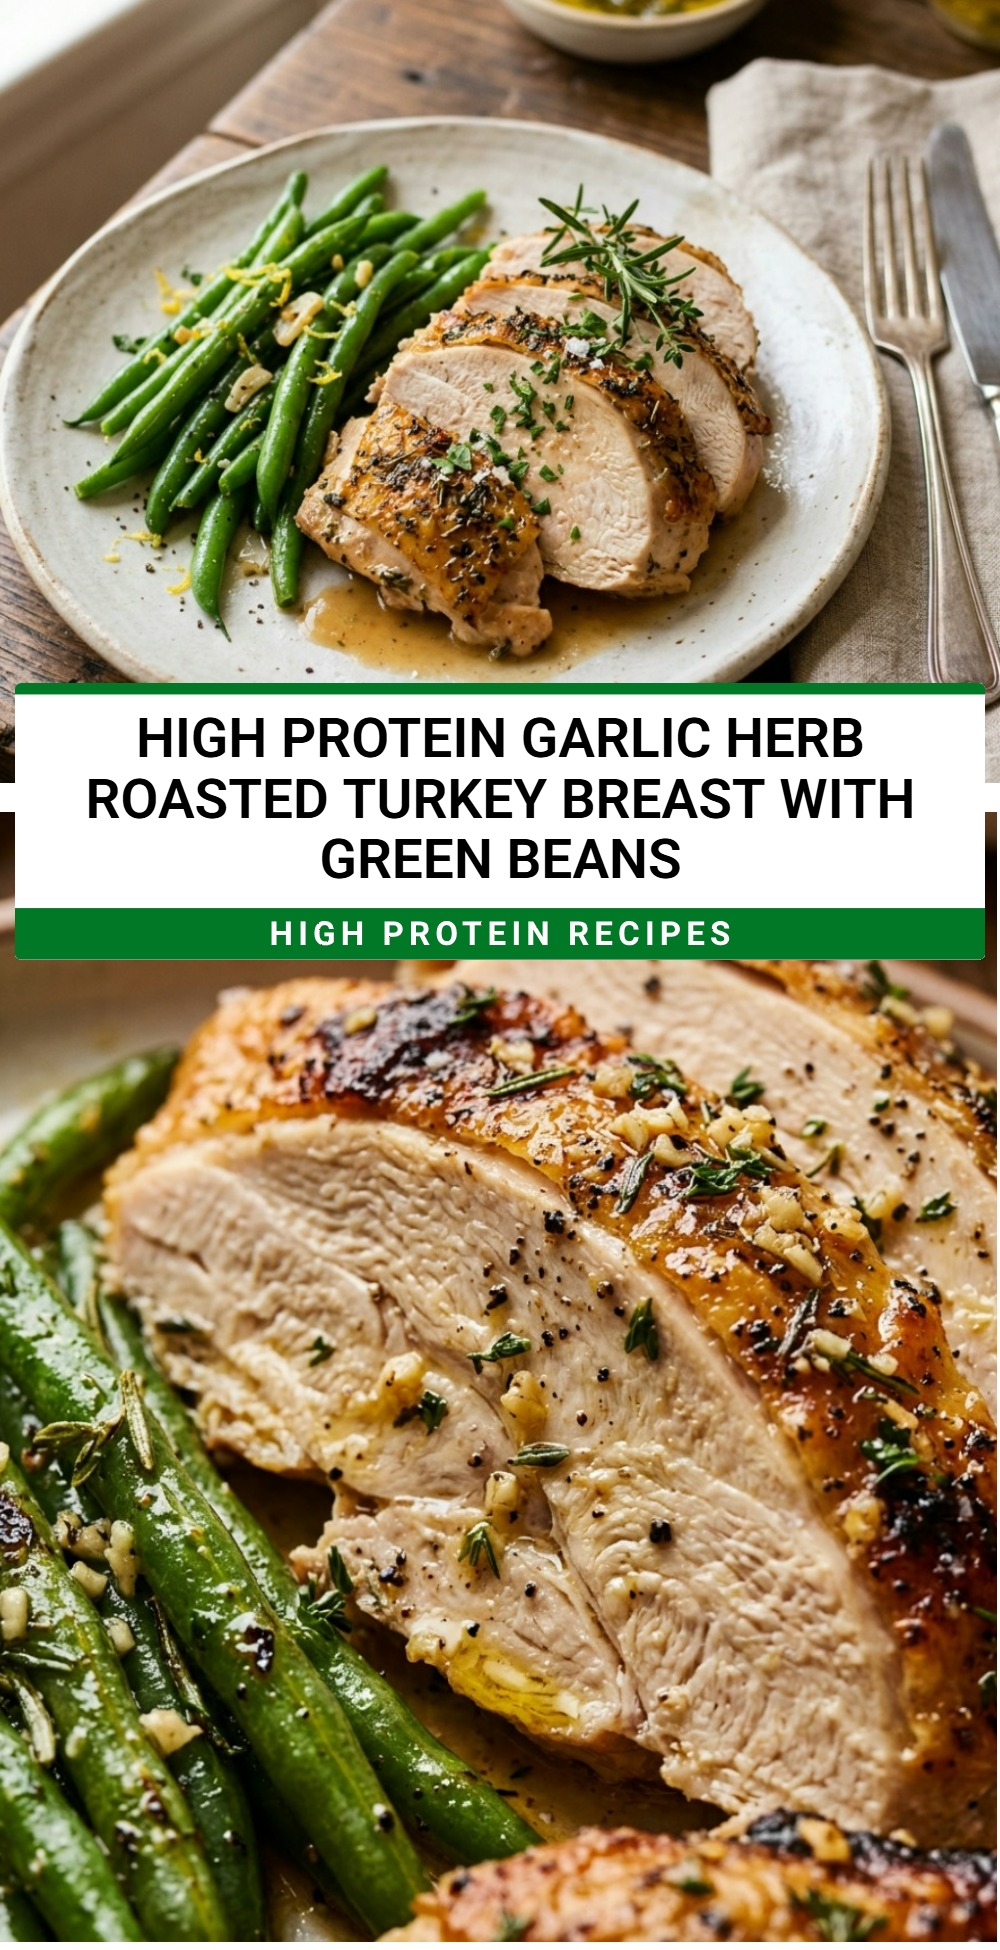 HIGH PROTEIN GARLIC HERB
ROASTED TURKEY BREAST WITH
GREEN BEANS
HIGH PROTEIN RECIPES